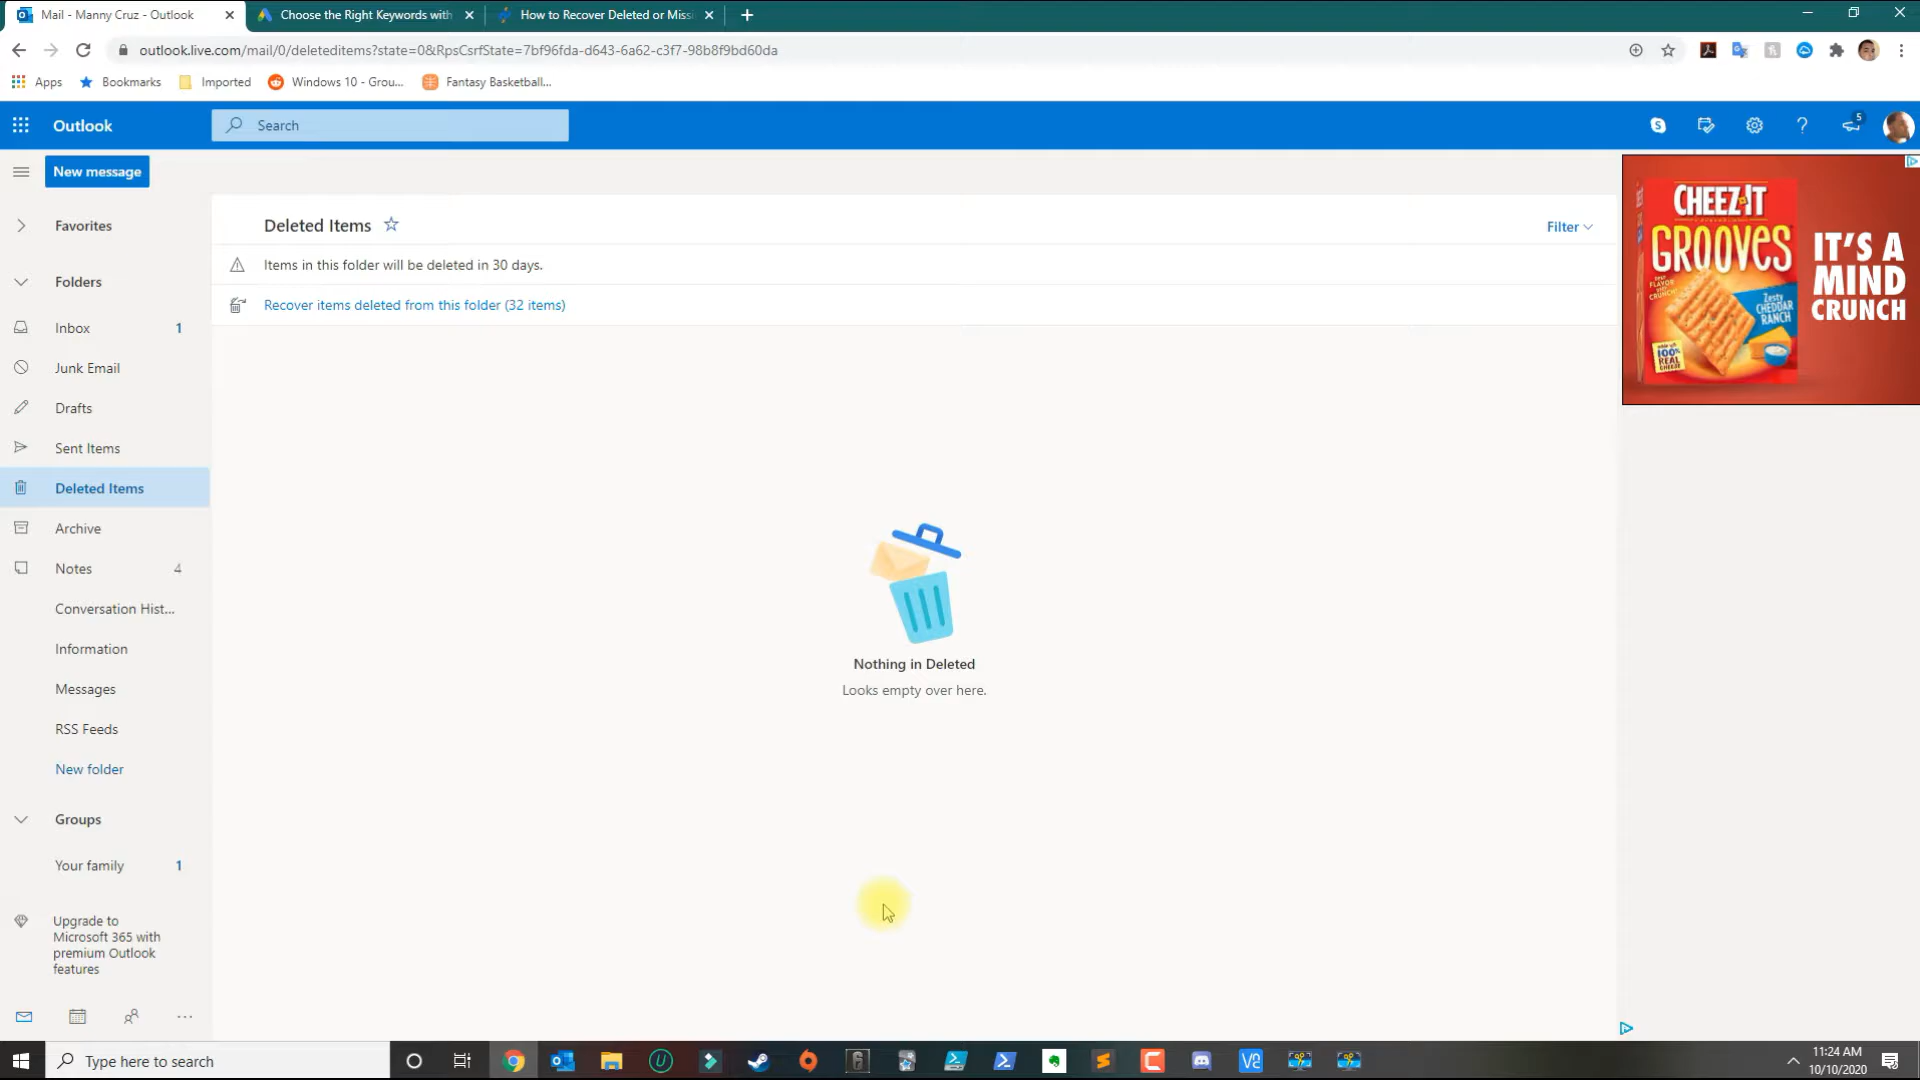 Mail - Manny Cruz - Outlook
Choose the Right Keywords with
How to Recover Deleted or Miss
outlook.live.com/mail/0/deleteditems?state=0&RpsCsrfState=7bf96fda-d643-6a62-c3f7-98b8f9bd60da
Apps
Bookmarks
Imported
Windows 10 - Grou...
Fantasy Basketball...
Outlook
Search
5
New message
Favorites
Folders
Inbox 1
Junk Email
Drafts
Sent Items
Deleted Items
Archive
Notes 4
Conversation Hist...
Information
Messages
RSS Feeds
New folder
Groups
Your family 1
Upgrade to
Microsoft 365 with
premium Outlook
features
Deleted Items
Filter
Items in this folder will be deleted in 30 days.
Recover items deleted from this folder (32 items)
Nothing in Deleted
Looks empty over here.
CHEEZ-IT
GROOVES
Zesty
CHEDDAR
RANCH
100%
REAL
CHEESE
IT'S A
MIND
CRUNCH
Type here to search
11:24 AM
10/10/2020